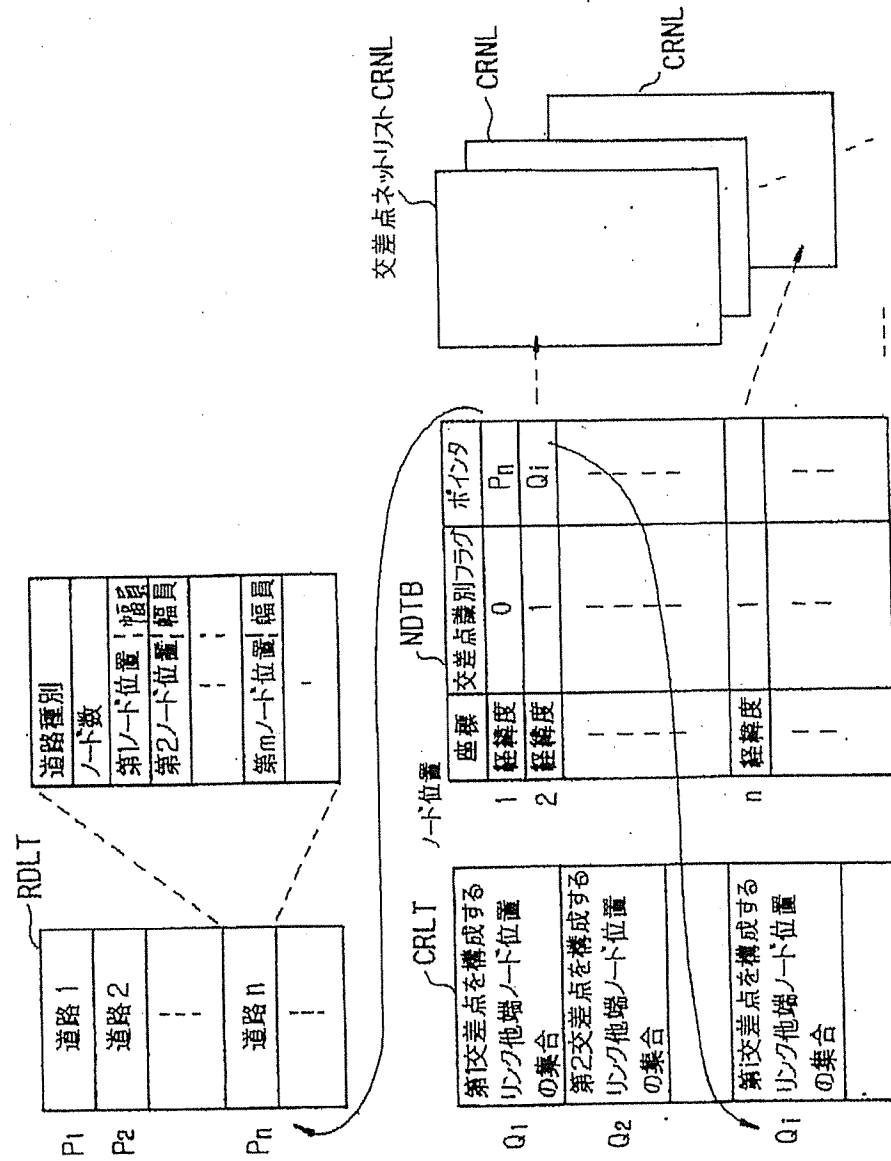 RDLT
P1
道路1
P2
道路2
Pn
道路n
道路種別
ノード数
第1ノード位置 幅員
第2ノード位置 幅員
第mノード位置 幅員
CRLT
Q1
第1交差点を構成する
リンク他端ノード位置
の集合
Q2
第2交差点を構成する
リンク他端ノード位置
の集合
Qi
第i交差点を構成する
リンク他端ノード位置
の集合
ノード位置
NDTB
座標 交差点識別フラグ ポインタ
1 経緯度 0 Pn
2 経緯度 1 Qi
n 経緯度 1
交差点ネットリストCRNL
CRNL
CRNL